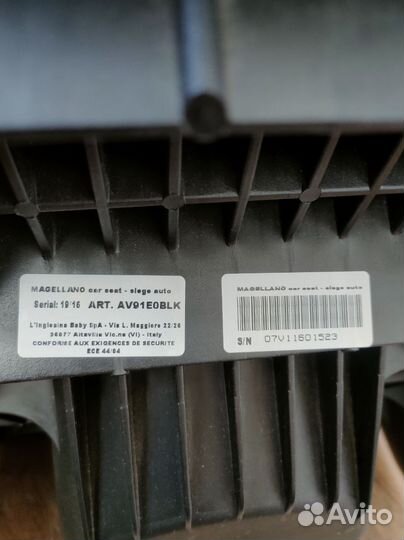 MAGELLANO car seat - siege auto
Serial: 19/16 ART. AV91E0BLK
L'Inglesina Baby SpA - Via L. Maggiore 22/26
36077 Altavilla Vic.na (VI) - Italy
CONFORME AUX EXIGENCES DE SECURITE
ECE 44/04
MAGELLANO car seat - siege auto
S/N 07V11601523
Avito